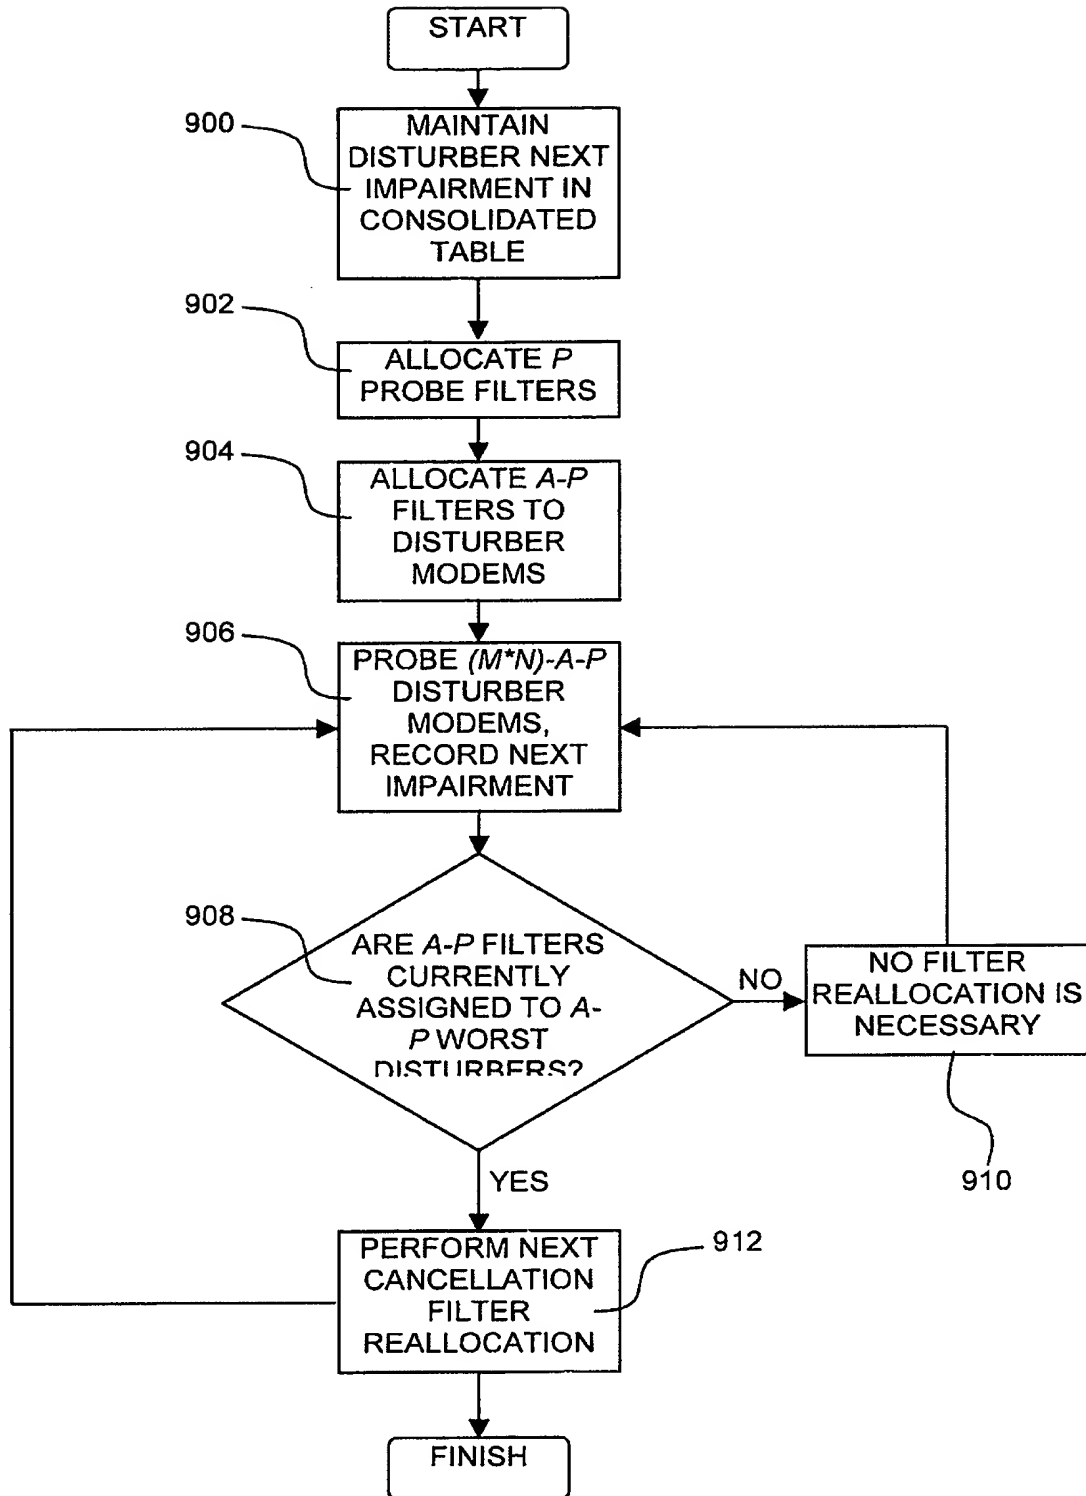 START
900
MAINTAIN
DISTURBER NEXT
IMPAIRMENT IN
CONSOLIDATED
TABLE
902
ALLOCATE P
PROBE FILTERS
904
ALLOCATE A-P
FILTERS TO
DISTURBER
MODEMS
906
PROBE (M*N)-A-P
DISTURBER
MODEMS,
RECORD NEXT
IMPAIRMENT
908
ARE A-P FILTERS
CURRENTLY
ASSIGNED TO A-
P WORST
DISTURBERS?
NO
NO FILTER
REALLOCATION IS
NECESSARY
910
YES
912
PERFORM NEXT
CANCELLATION
FILTER
REALLOCATION
FINISH